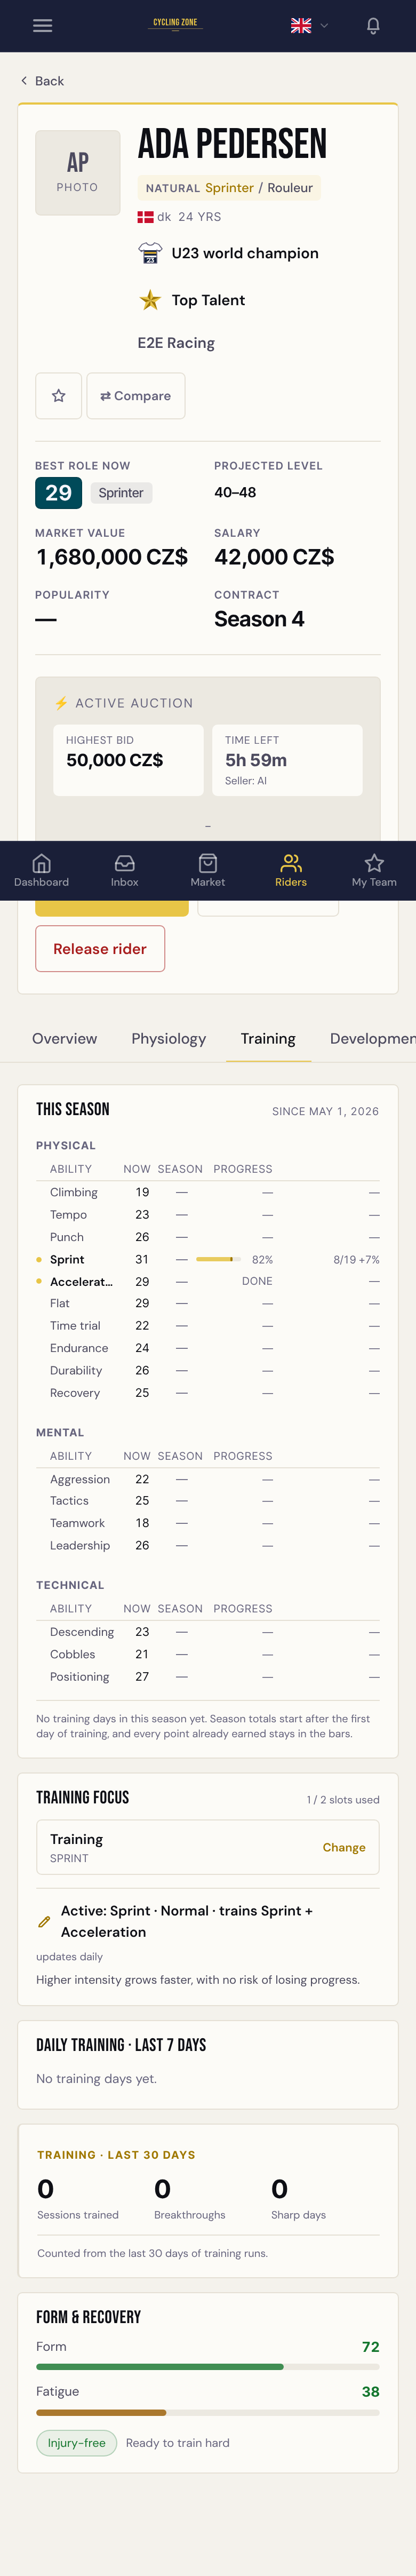 CYCLING ZONE
Back
AP
PHOTO
ADA PEDERSEN
NATURAL Sprinter / Rouleur
dk 24 YRS
23
U23 world champion
Top Talent
E2E Racing
⇄ Compare
BEST ROLE NOW PROJECTED LEVEL
29 Sprinter 40–48
MARKET VALUE SALARY
1,680,000 CZ$ 42,000 CZ$
POPULARITY CONTRACT
— Season 4
⚡ ACTIVE AUCTION
HIGHEST BID TIME LEFT
50,000 CZ$ 5h 59m
Seller: AI
–
Dashboard Inbox Market Riders My Team
Release rider
Overview Physiology Training Developmen
THIS SEASON SINCE MAY 1, 2026
PHYSICAL
ABILITY NOW SEASON PROGRESS
Climbing 19 — — —
Tempo 23 — — —
Punch 26 — — —
Sprint 31 — 82% 8/19 +7%
Accelerat... 29 — DONE —
Flat 29 — — —
Time trial 22 — — —
Endurance 24 — — —
Durability 26 — — —
Recovery 25 — — —
MENTAL
ABILITY NOW SEASON PROGRESS
Aggression 22 — — —
Tactics 25 — — —
Teamwork 18 — — —
Leadership 26 — — —
TECHNICAL
ABILITY NOW SEASON PROGRESS
Descending 23 — — —
Cobbles 21 — — —
Positioning 27 — — —
No training days in this season yet. Season totals start after the first
day of training, and every point already earned stays in the bars.
TRAINING FOCUS 1 / 2 slots used
Training
SPRINT
Change
Active: Sprint · Normal · trains Sprint +
Acceleration
updates daily
Higher intensity grows faster, with no risk of losing progress.
DAILY TRAINING · LAST 7 DAYS
No training days yet.
TRAINING · LAST 30 DAYS
0 0 0
Sessions trained Breakthroughs Sharp days
Counted from the last 30 days of training runs.
FORM & RECOVERY
Form 72
Fatigue 38
Injury-free Ready to train hard